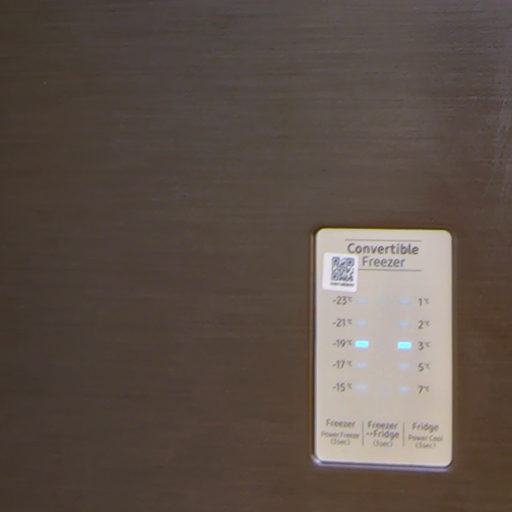 Convertible
Freezer
-23℃ 1℃
-21℃ 2℃
-19℃ 3℃
-17℃ 5℃
-15℃ 7℃
Freezer
Power Freeze
(3sec)
Freezer
↔Fridge
(3sec)
Fridge
Power Cool
(3sec)